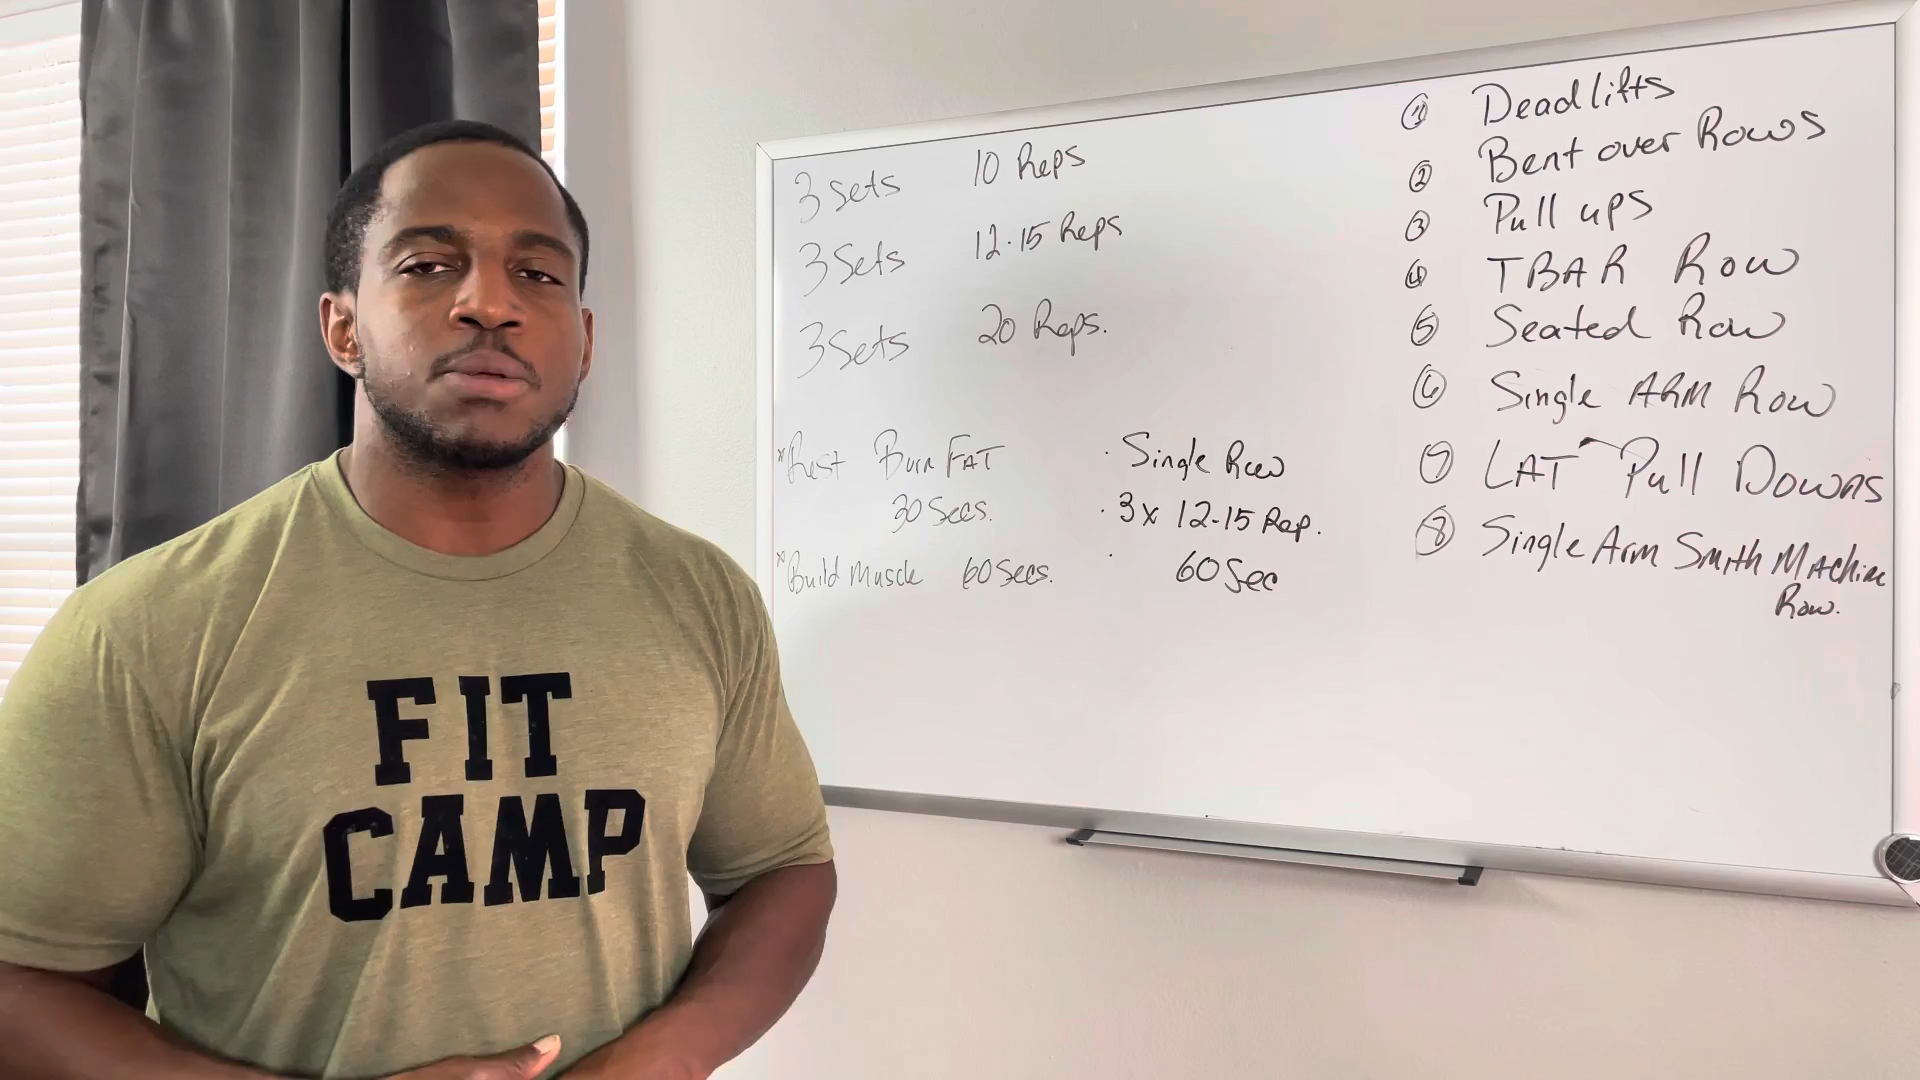 FIT
CAMP
3 Sets 10 Reps
3 Sets 12-15 Reps
3 Sets 20 Reps.
*Rest Burn FAT
30 Secs.
*Build Muscle 60 Secs.
· Single Row
· 3x 12-15 Rep.
· 60 Sec
① Deadlifts
② Bent over Rows
③ Pull ups
④ TBAR Row
⑤ Seated Row
⑥ Single ARM Row
⑦ LAT Pull Downs
⑧ Single Arm Smith Machine
Row.